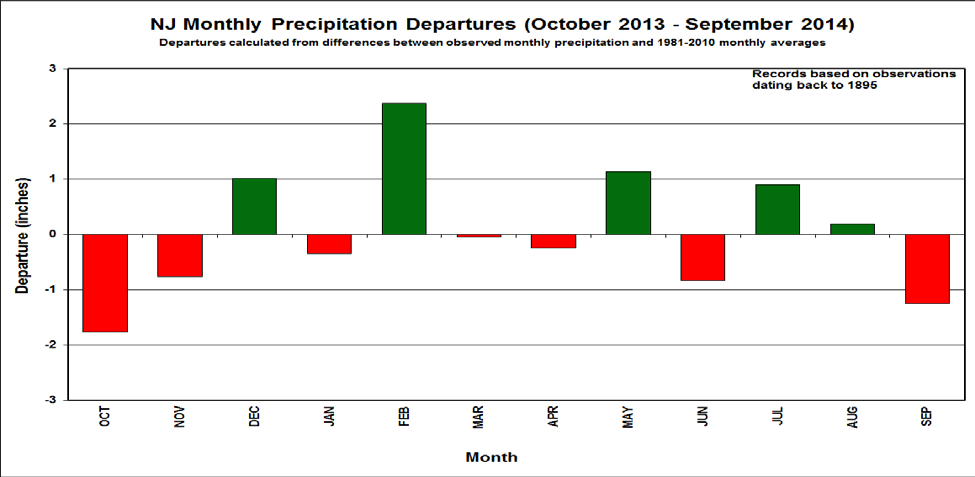 NJ Monthly Precipitation Departures (October 2013 - September 2014)
Departures calculated from differences between observed monthly precipitation and 1981-2010 monthly averages
Records based on observations
dating back to 1895
3
2
1
0
-1
-2
-3
Departure (inches)
OCT
NOV
DEC
JAN
FEB
MAR
APR
MAY
JUN
JUL
AUG
SEP
Month